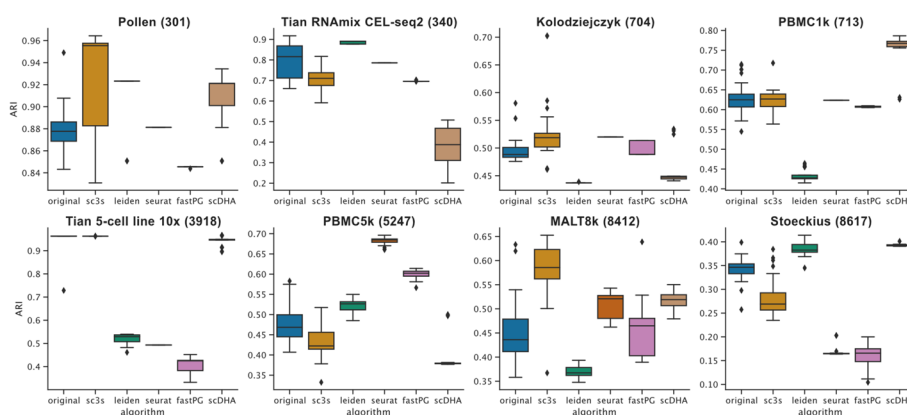 Pollen (301)
Tian RNAmix CEL-seq2 (340)
Kolodziejczyk (704)
PBMC1k (713)
ARI
0.96
0.94
0.92
0.90
0.88
0.86
0.84
original sc3s leiden seurat fastPG scDHA
0.9
0.8
0.7
0.6
0.5
0.4
0.3
0.2
original sc3s leiden seurat fastPG scDHA
0.70
0.65
0.60
0.55
0.50
0.45
0.40
original sc3s leiden seurat fastPG scDHA
0.80
0.75
0.70
0.65
0.60
0.55
0.50
0.45
0.40
original sc3s leiden seurat fastPG scDHA
Tian 5-cell line 10x (3918)
PBMC5k (5247)
MALT8k (8412)
Stoeckius (8617)
ARI
0.9
0.8
0.7
0.6
0.5
0.4
original sc3s leiden seurat fastPG scDHA
algorithm
0.70
0.65
0.60
0.55
0.50
0.45
0.40
0.35
original sc3s leiden seurat fastPG scDHA
algorithm
0.65
0.60
0.55
0.50
0.45
0.40
0.35
original sc3s leiden seurat fastPG scDHA
algorithm
0.40
0.35
0.30
0.25
0.20
0.15
0.10
original sc3s leiden seurat fastPG scDHA
algorithm